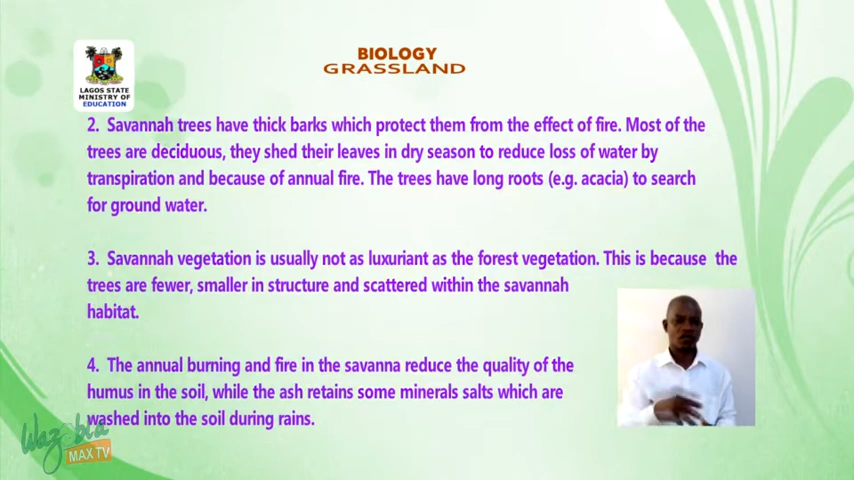 BIOLOGY
GRASSLAND
LAGOS STATE
MINISTRY OF
EDUCATION
2. Savannah trees have thick barks which protect them from the effect of fire. Most of the
trees are deciduous, they shed their leaves in dry season to reduce loss of water by
transpiration and because of annual fire. The trees have long roots (e.g. acacia) to search
for ground water.
3. Savannah vegetation is usually not as luxuriant as the forest vegetation. This is because the
trees are fewer, smaller in structure and scattered within the savannah
habitat.
4. The annual burning and fire in the savanna reduce the quality of the
humus in the soil, while the ash retains some minerals salts which are
washed into the soil during rains.
Wazobia
MAX TV